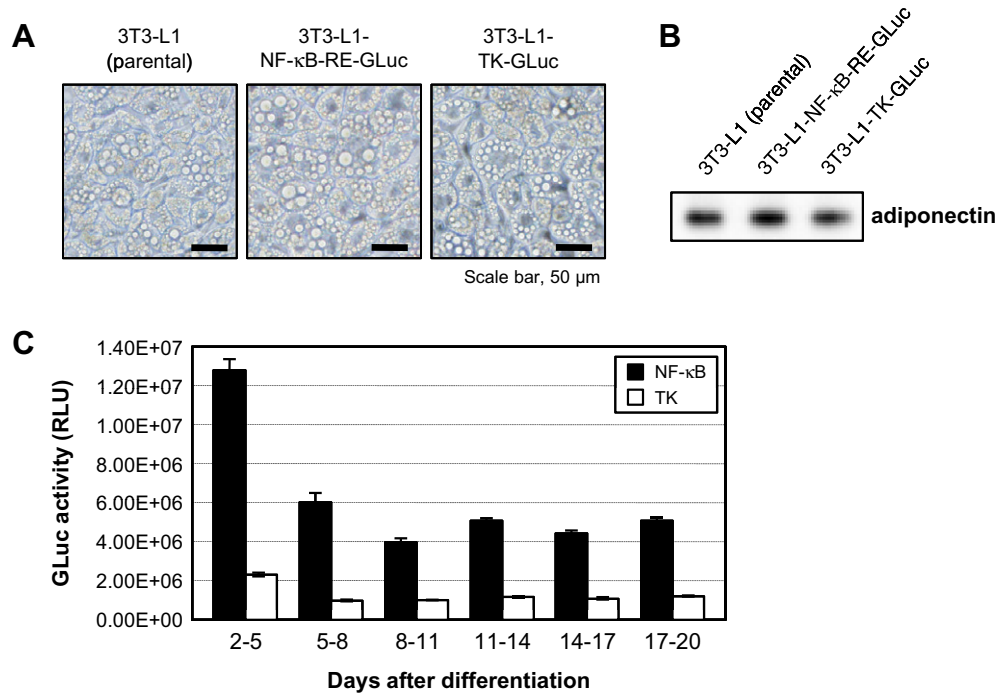 A
3T3-L1
(parental)
3T3-L1-
NF-κB-RE-GLuc
3T3-L1-
TK-GLuc
Scale bar, 50 μm
B
3T3-L1 (parental)
3T3-L1-NF-κB-RE-GLuc
3T3-L1-TK-GLuc
adiponectin
C
GLuc activity (RLU)
1.40E+07
1.20E+07
1.00E+07
8.00E+06
6.00E+06
4.00E+06
2.00E+06
0.00E+00
NF-κB
TK
2-5 5-8 8-11 11-14 14-17 17-20
Days after differentiation